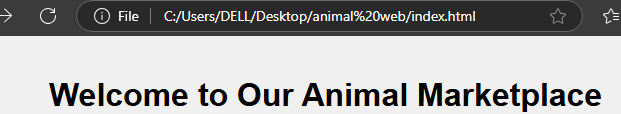 File C:/Users/DELL/Desktop/animal%20web/index.html
Welcome to Our Animal Marketplace